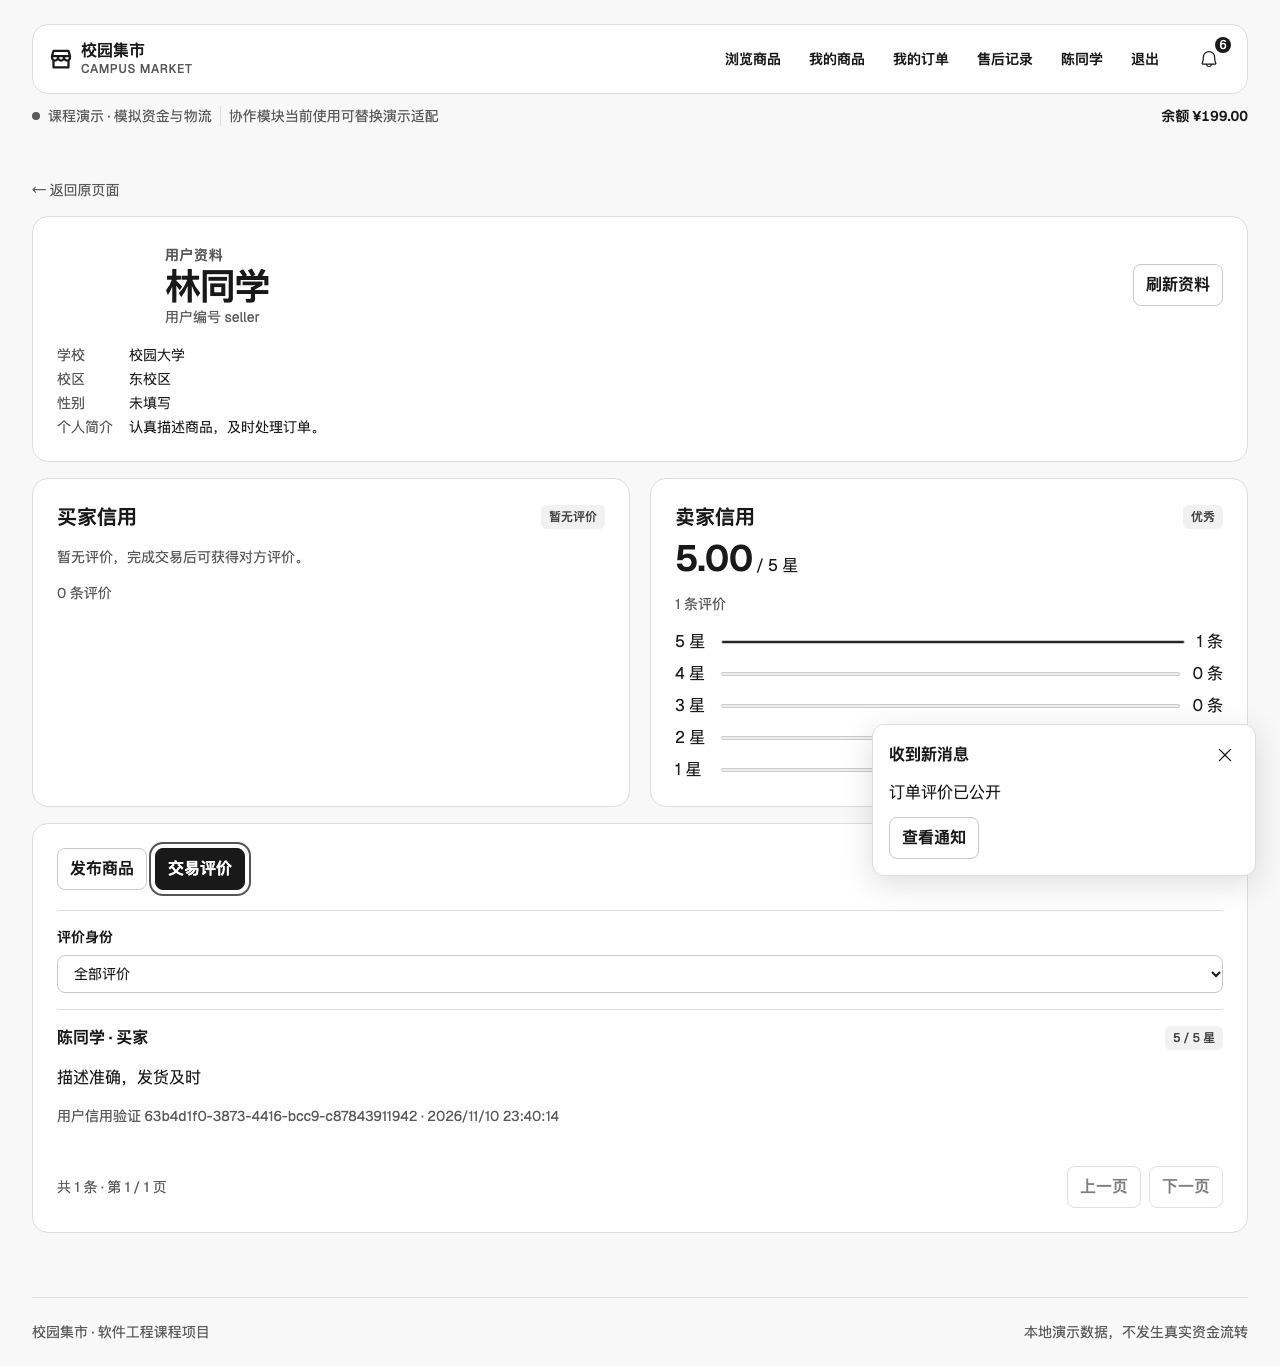 校园集市
CAMPUS MARKET
浏览商品 我的商品 我的订单 售后记录 陈同学 退出 6
课程演示 · 模拟资金与物流 协作模块当前使用可替换演示适配 余额 ¥199.00
← 返回原页面
用户资料
林同学
用户编号 seller
刷新资料
学校 校园大学
校区 东校区
性别 未填写
个人简介 认真描述商品，及时处理订单。
买家信用 暂无评价
暂无评价，完成交易后可获得对方评价。
0 条评价
卖家信用 优秀
5.00 / 5 星
1 条评价
5 星 1 条
4 星 0 条
3 星 0 条
2 星
1 星
收到新消息
订单评价已公开
查看通知
发布商品 交易评价
评价身份
全部评价
陈同学 · 买家 5 / 5 星
描述准确，发货及时
用户信用验证 63b4d1f0-3873-4416-bcc9-c87843911942 · 2026/11/10 23:40:14
共 1 条 · 第 1 / 1 页 上一页 下一页
校园集市 · 软件工程课程项目 本地演示数据，不发生真实资金流转